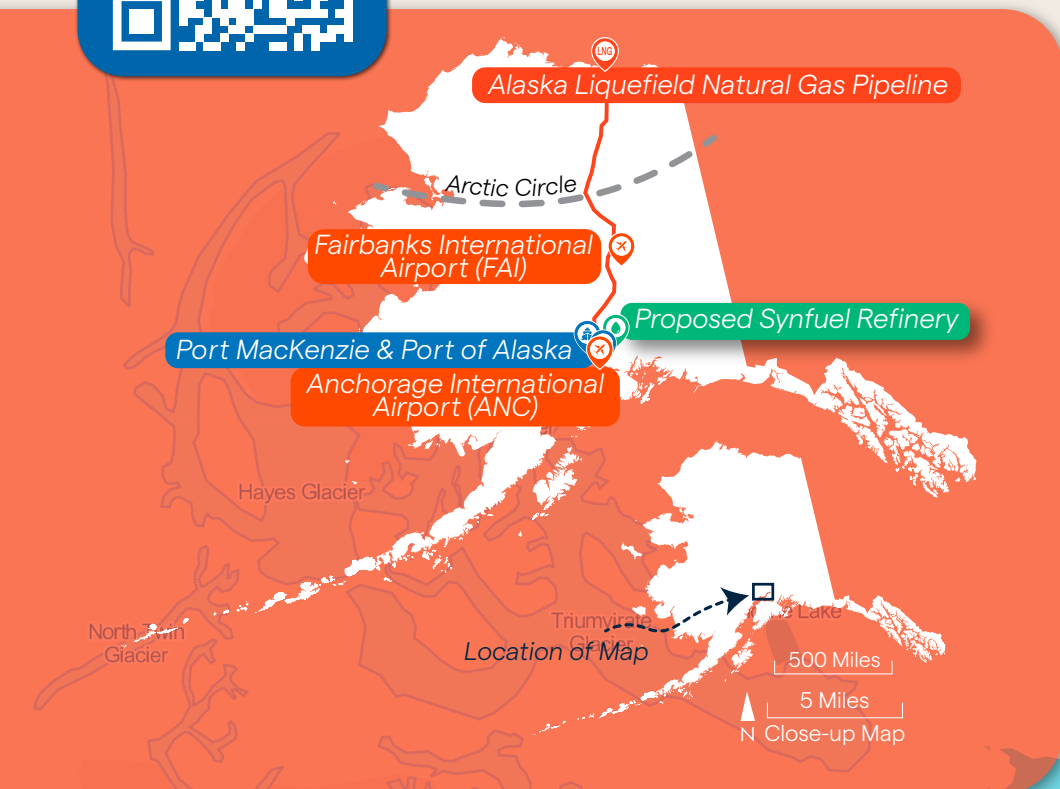 LNG
Alaska Liquefield Natural Gas Pipeline
Arctic Circle
Fairbanks International
Airport (FAI)
Proposed Synfuel Refinery
Port MacKenzie & Port of Alaska
Anchorage International
Airport (ANC)
Hayes Glacier
North Twin
Glacier
Triumvirate
Glacier
Lake
Location of Map
500 Miles
5 Miles
N Close-up Map